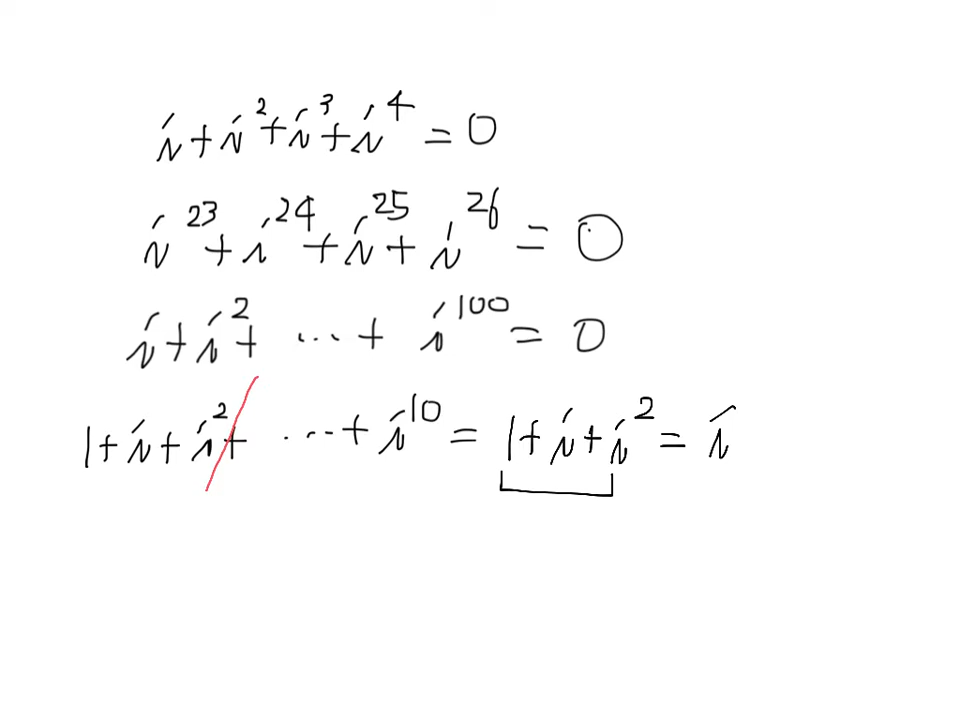 i+i²+i³+i⁴=0
i²³+i²⁴+i²⁵+i²⁶=0
i+i²+ ...+ i¹⁰⁰=0
1+i+i²+ ...+i¹⁰=1+i+i²=i